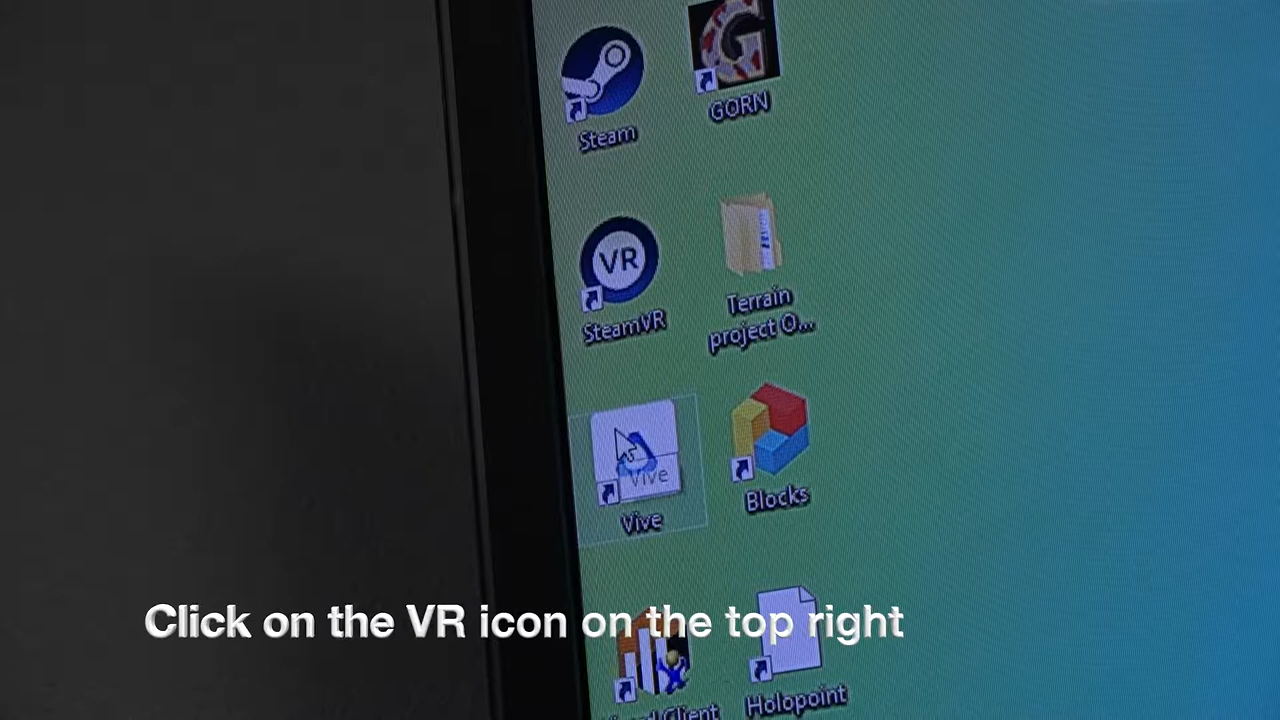 GORN
Steam
VR
SteamVR
Terrain
project O...
Vive
Vive
Blocks
Click on the VR icon on the top right
Client
Holopoint